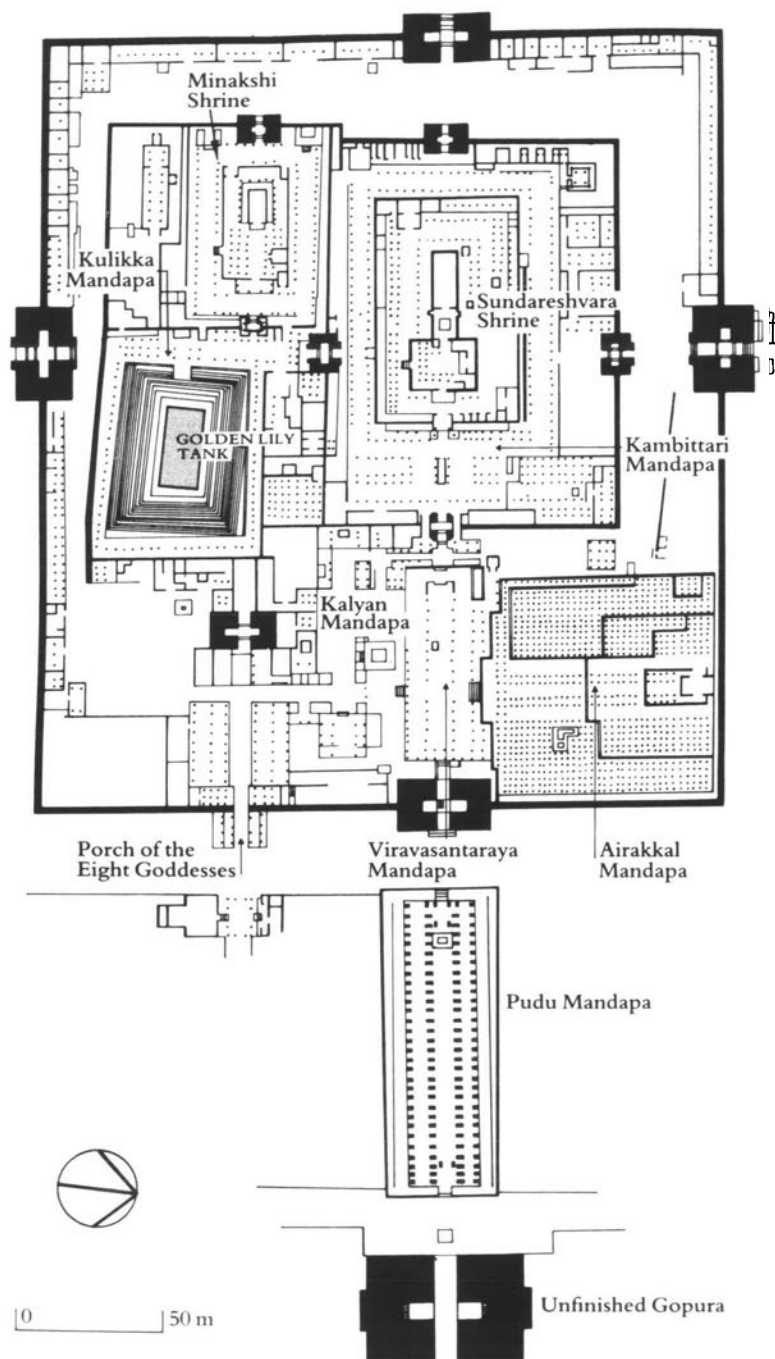 Minakshi
Shrine
Kulikka
Mandapa
Sundareshvara
Shrine
GOLDEN LILY
TANK
Kambittari
Mandapa
Kalyan
Mandapa
Porch of the
Eight Goddesses
Viravasantaraya
Mandapa
Airakkal
Mandapa
Pudu Mandapa
0 50 m
Unfinished Gopura